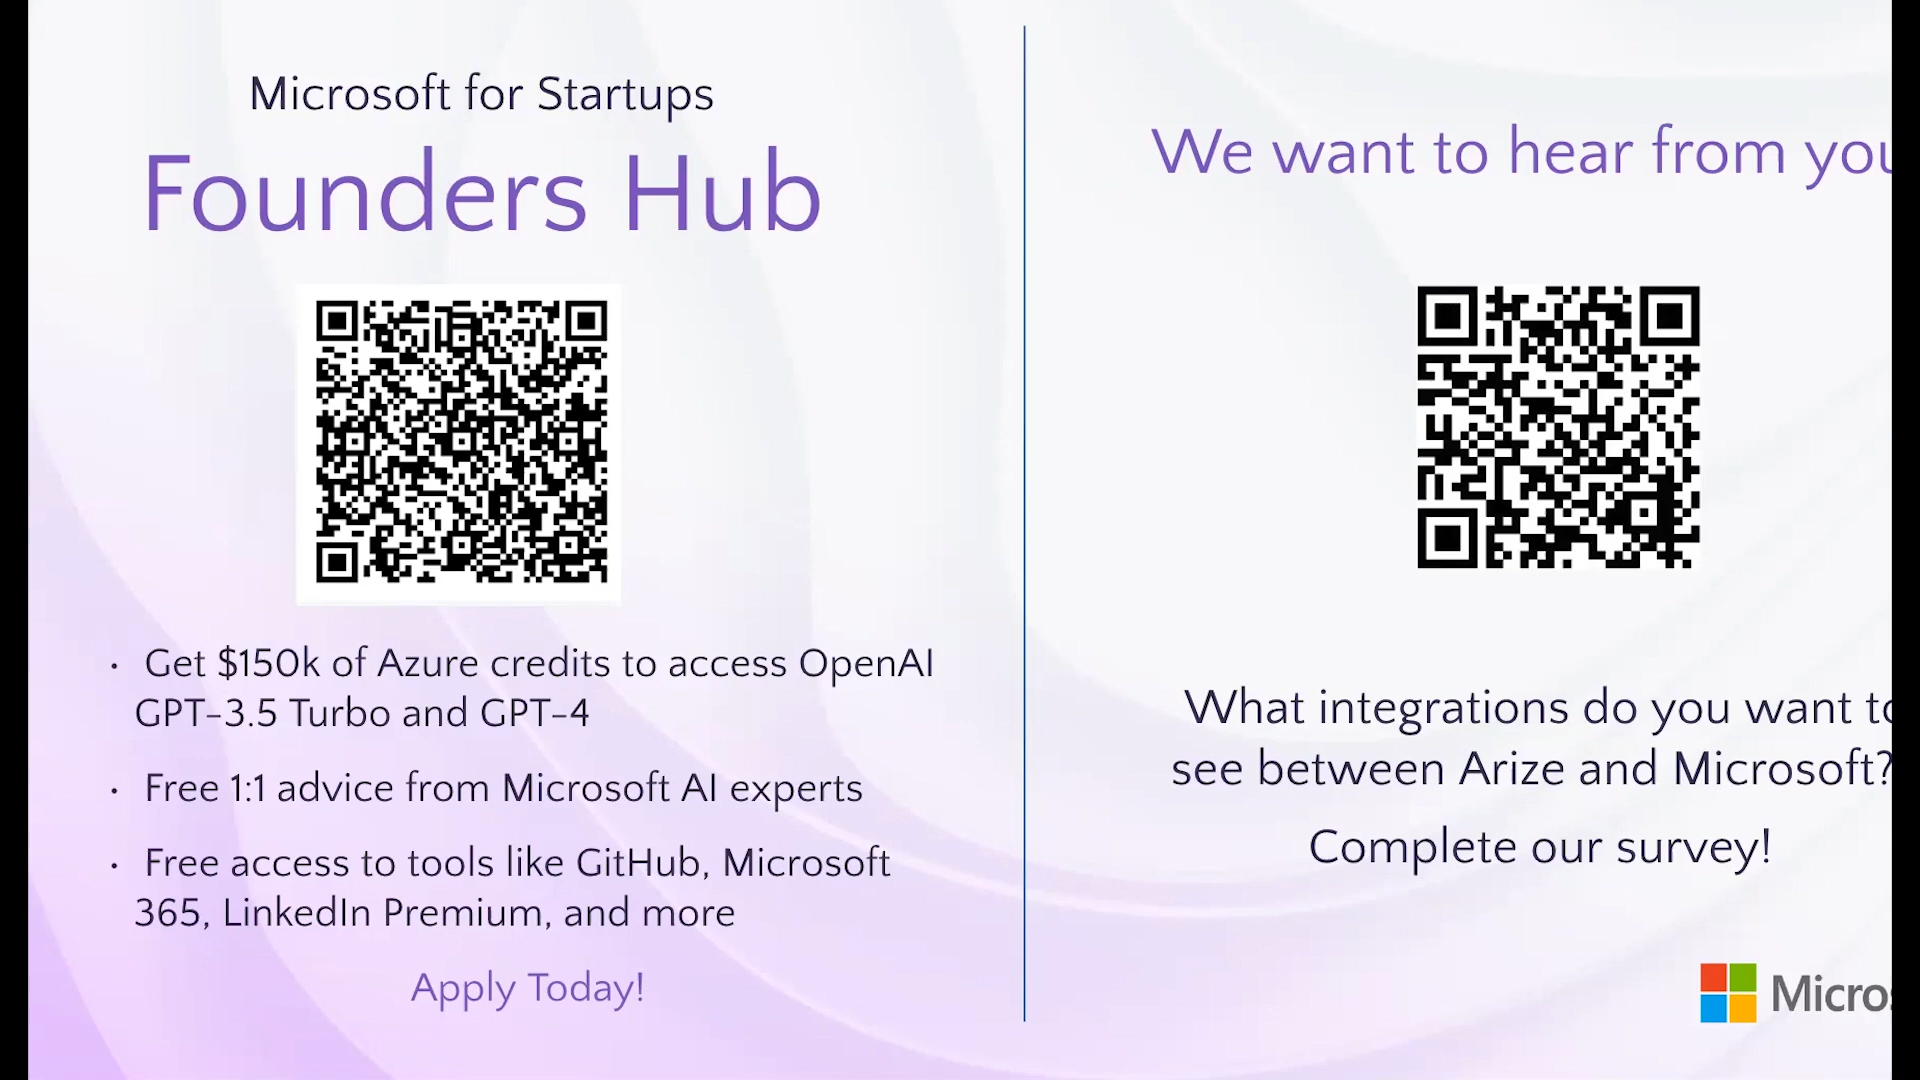 Microsoft for Startups
Founders Hub
• Get $150k of Azure credits to access OpenAI
GPT-3.5 Turbo and GPT-4
• Free 1:1 advice from Microsoft AI experts
• Free access to tools like GitHub, Microsoft
365, LinkedIn Premium, and more
Apply Today!
We want to hear from you
What integrations do you want to
see between Arize and Microsoft?
Complete our survey!
Micros